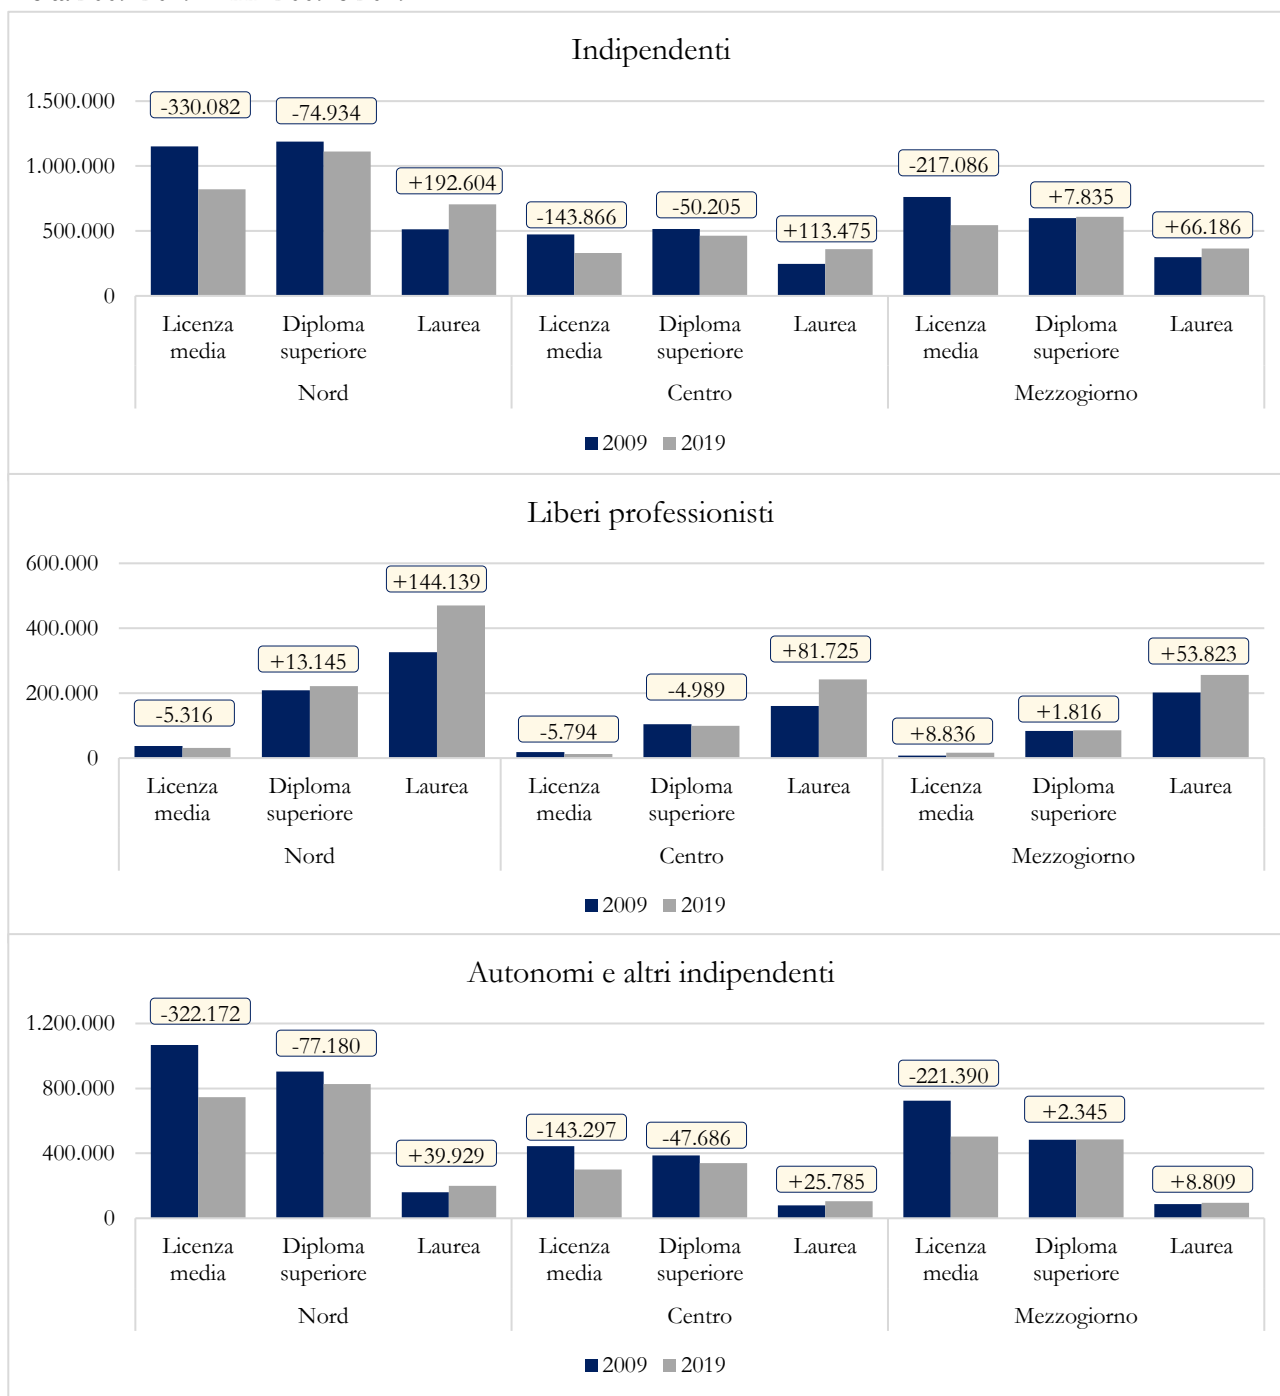 Indipendenti
1.500.000
1.000.000
500.000
0
-330.082
-74.934
+192.604
-143.866
-50.205
+113.475
-217.086
+7.835
+66.186
Licenza media
Diploma superiore
Laurea
Licenza media
Diploma superiore
Laurea
Licenza media
Diploma superiore
Laurea
Nord
Centro
Mezzogiorno
2009 2019
Liberi professionisti
600.000
400.000
200.000
0
-5.316
+13.145
+144.139
-5.794
-4.989
+81.725
+8.836
+1.816
+53.823
Licenza media
Diploma superiore
Laurea
Licenza media
Diploma superiore
Laurea
Licenza media
Diploma superiore
Laurea
Nord
Centro
Mezzogiorno
2009 2019
Autonomi e altri indipendenti
1.200.000
800.000
400.000
0
-322.172
-77.180
+39.929
-143.297
-47.686
+25.785
-221.390
+2.345
+8.809
Licenza media
Diploma superiore
Laurea
Licenza media
Diploma superiore
Laurea
Licenza media
Diploma superiore
Laurea
Nord
Centro
Mezzogiorno
2009 2019